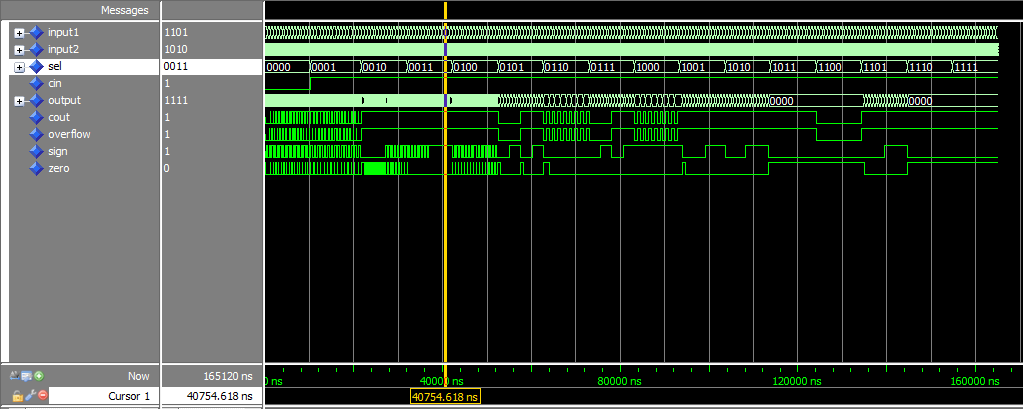 Messages
input1 1101
input2 1010
sel 0011 0000 0001 0010 0011 0100 0101 0110 0111 1000 1001 1010 1011 1100 1101 1110 1111
cin 1
output 1111 0000 0000
cout 1
overflow 1
sign 1
zero 0
Now 165120 ns 0 ns 40000 ns 80000 ns 120000 ns 160000 ns
Cursor 1 40754.618 ns 40754.618 ns